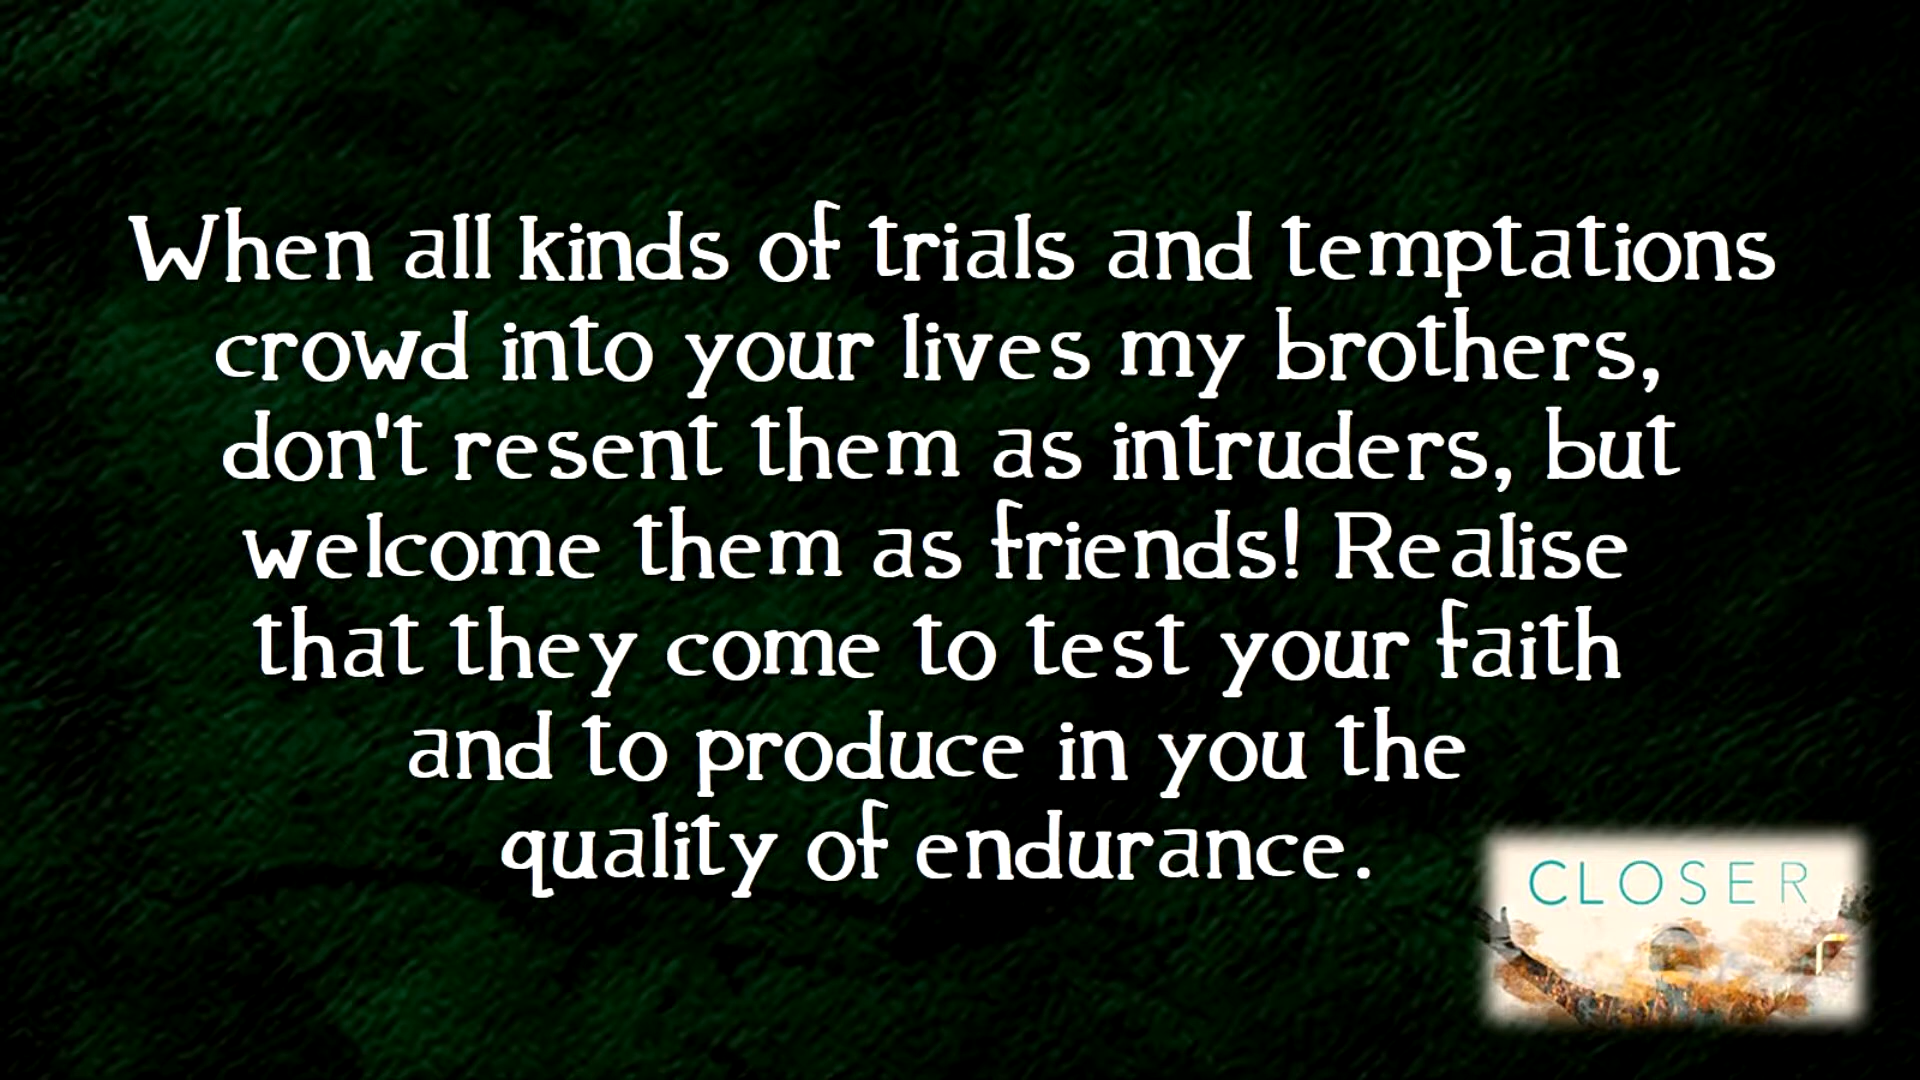 When all kinds of trials and temptations
crowd into your lives my brothers,
don't resent them as intruders, but
welcome them as friends! Realise
that they come to test your faith
and to produce in you the
quality of endurance.
CLOSER